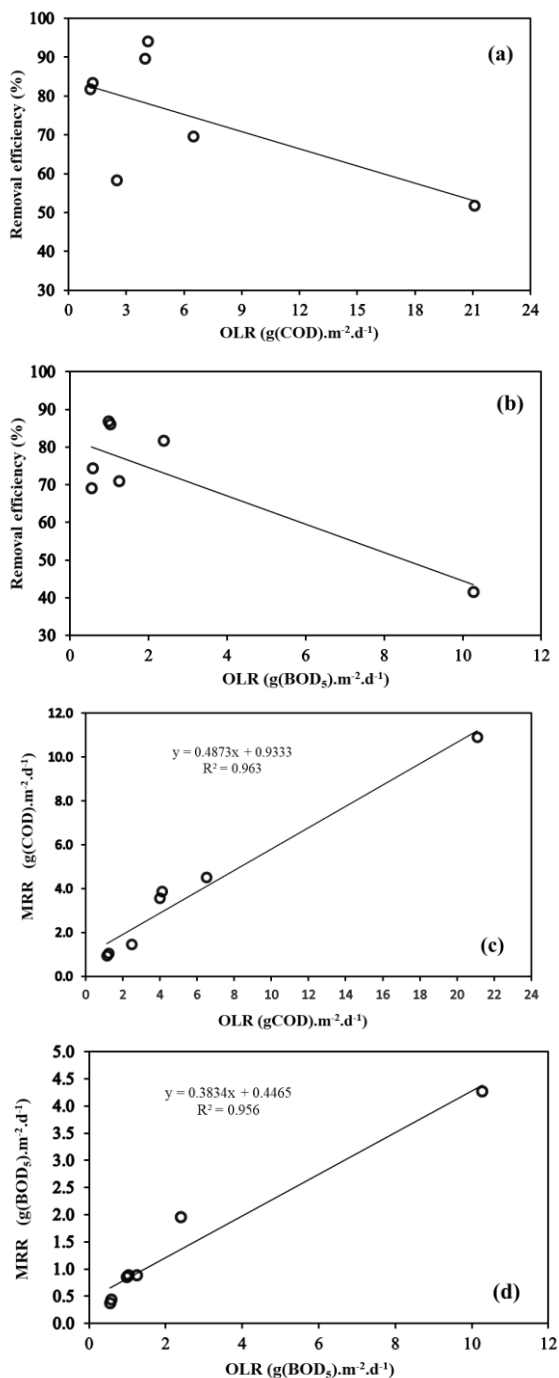 (a)
Removal efficiency (%)
100
90
80
70
60
50
40
30
0 3 6 9 12 15 18 21 24
OLR (g(COD).m⁻².d⁻¹)
(b)
Removal efficiency (%)
100
90
80
70
60
50
40
30
0 2 4 6 8 10 12
OLR (g(BOD₅).m⁻².d⁻¹)
MRR (g(COD).m⁻².d⁻¹)
12.0
10.0
8.0
6.0
4.0
2.0
0.0
y = 0.4873x + 0.9333
R² = 0.963
(c)
0 2 4 6 8 10 12 14 16 18 20 22 24
OLR (gCOD).m⁻².d⁻¹)
MRR (g(BOD₅).m⁻².d⁻¹)
5.0
4.5
4.0
3.5
3.0
2.5
2.0
1.5
1.0
0.5
0.0
y = 0.3834x + 0.4465
R² = 0.956
(d)
0 2 4 6 8 10 12
OLR (g(BOD₅).m⁻².d⁻¹)